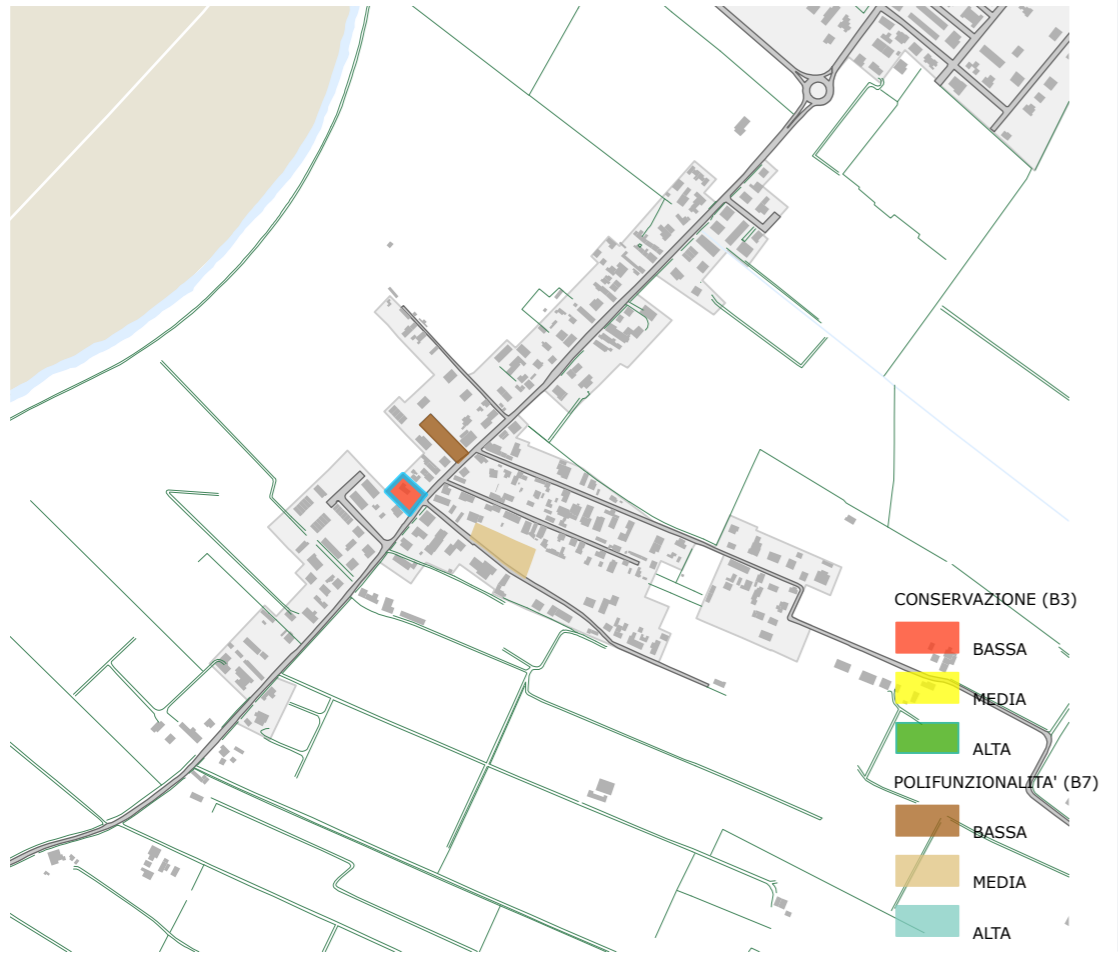 CONSERVAZIONE (B3)
BASSA
MEDIA
ALTA
POLIFUNZIONALITA' (B7)
BASSA
MEDIA
ALTA